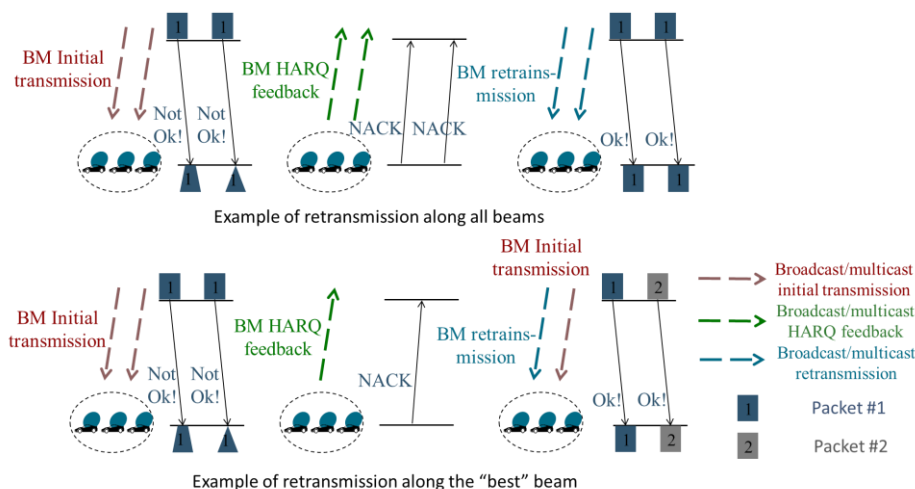 1 1
BM Initial
transmission
Not
Ok!
Not
Ok!
1 1
BM HARQ
feedback
NACK NACK
BM retrains-
mission
1 1
Ok! Ok!
1 1
Example of retransmission along all beams
1 1
BM Initial
transmission
Not
Ok!
Not
Ok!
1 1
BM HARQ
feedback
NACK
BM Initial
transmission
BM retrains-
mission
1 2
Ok! Ok!
1 2
Broadcast/multicast
initial transmission
Broadcast/multicast
HARQ feedback
Broadcast/multicast
retransmission
1 Packet #1
2 Packet #2
Example of retransmission along the “best” beam